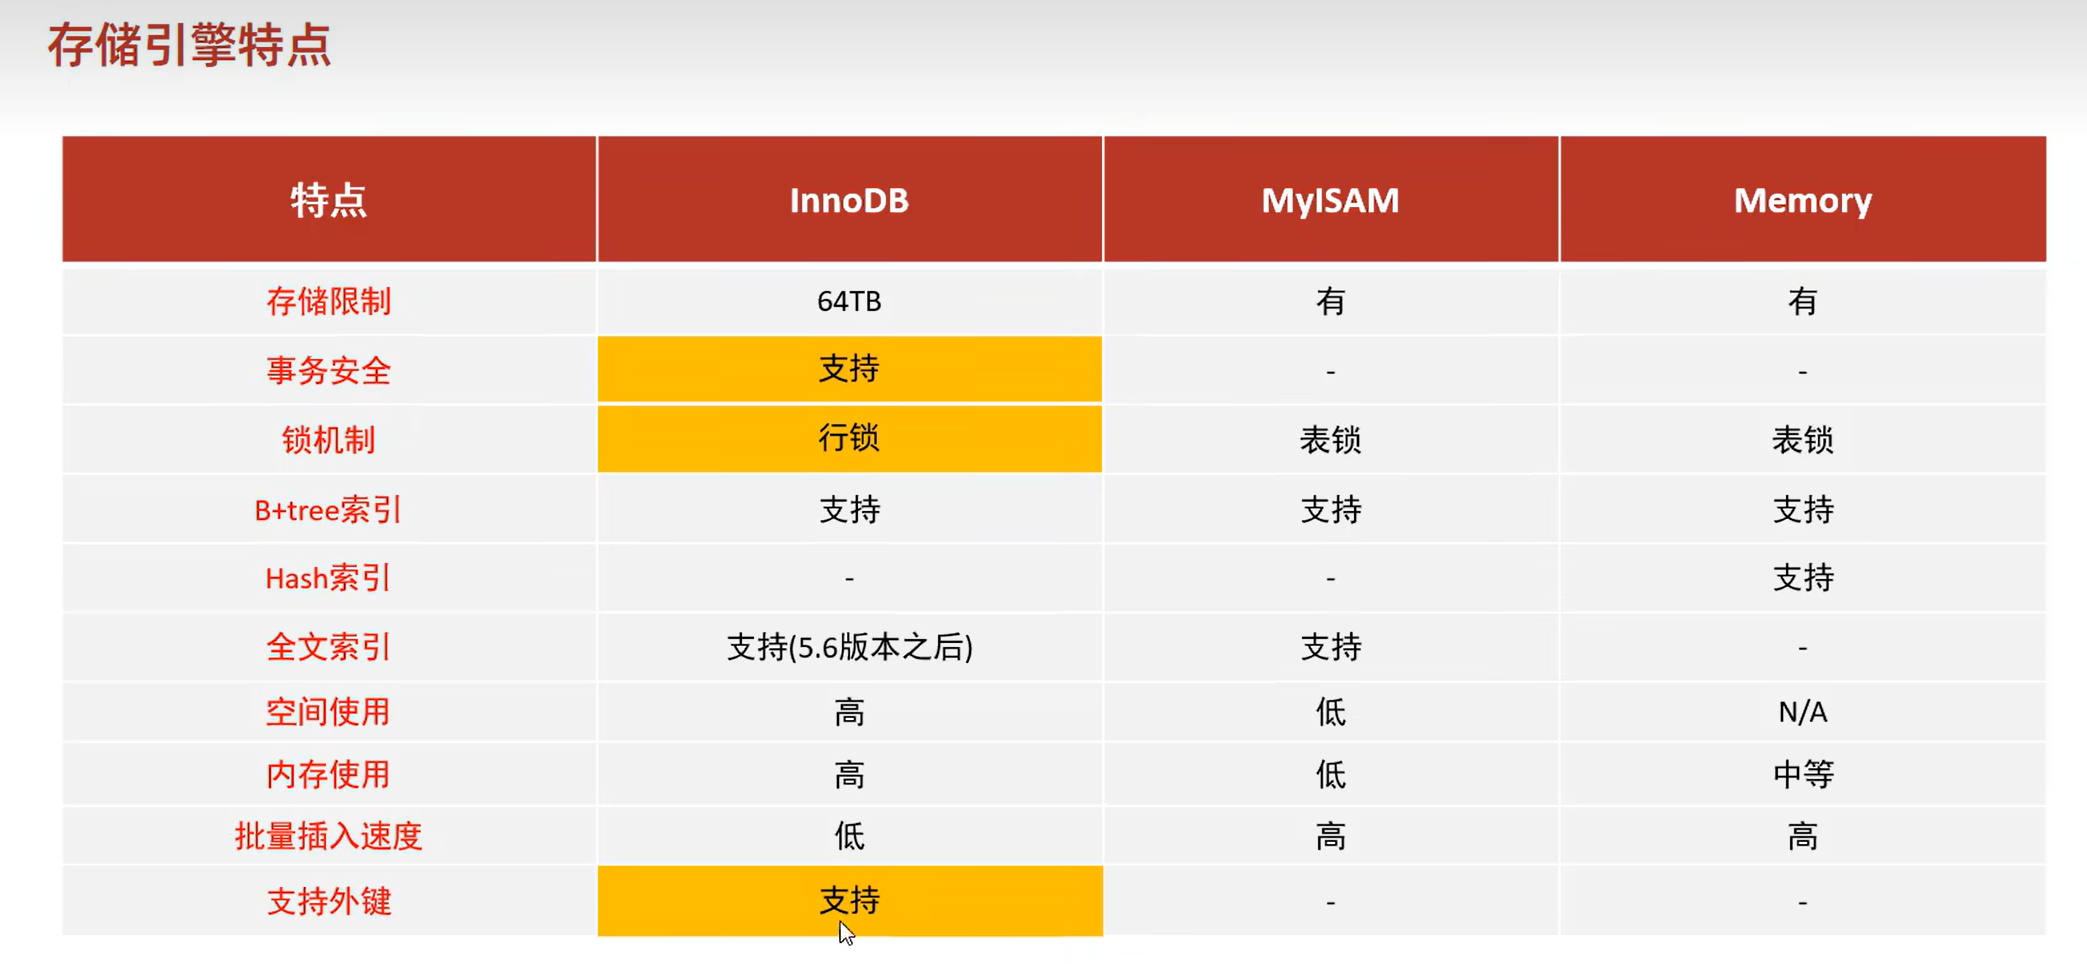 存储引擎特点
特点 InnoDB MyISAM Memory
存储限制 64TB 有 有
事务安全 支持 - -
锁机制 行锁 表锁 表锁
B+tree索引 支持 支持 支持
Hash索引 - - 支持
全文索引 支持(5.6版本之后) 支持 -
空间使用 高 低 N/A
内存使用 高 低 中等
批量插入速度 低 高 高
支持外键 支持 - -